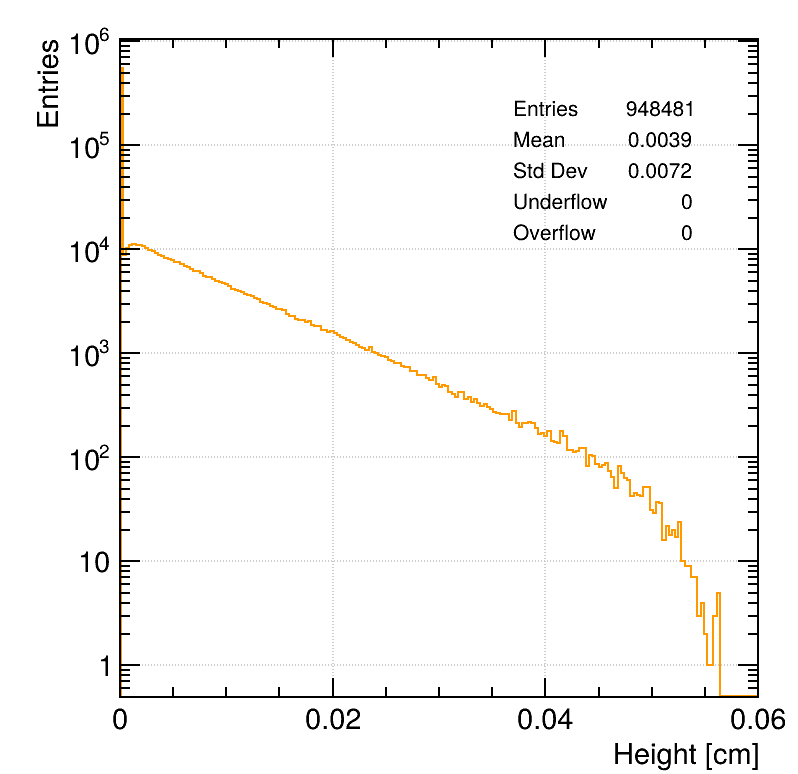 Entries
10^6
10^5
10^4
10^3
10^2
10
1
Entries 948481
Mean 0.0039
Std Dev 0.0072
Underflow 0
Overflow 0
0 0.02 0.04 0.06
Height [cm]